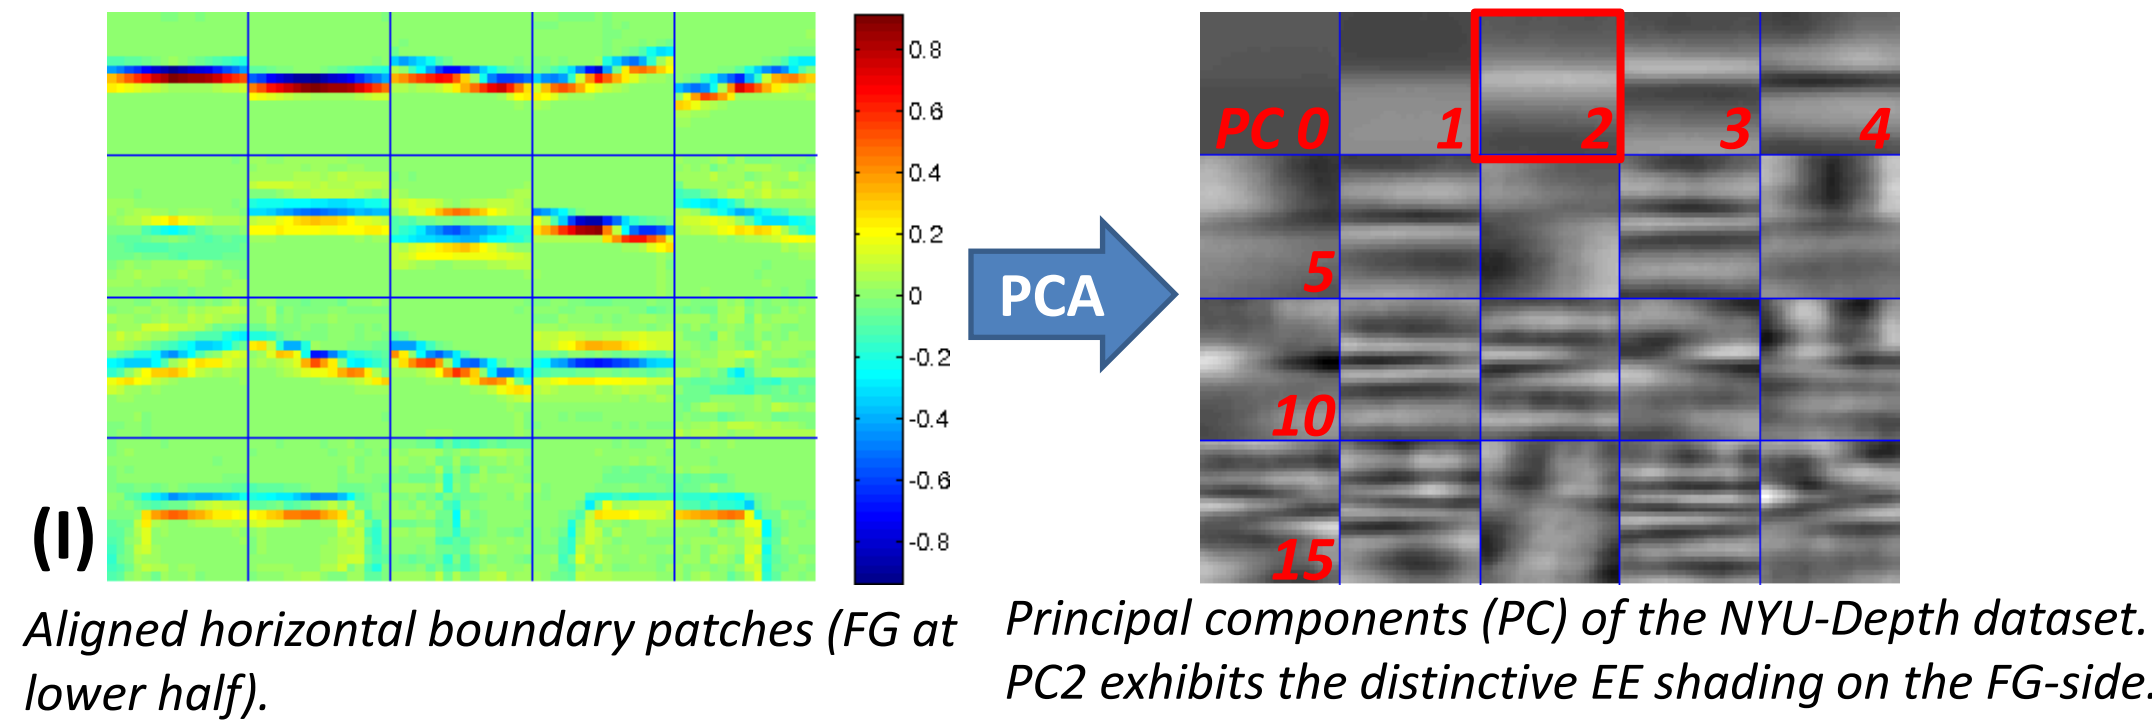 0.8
0.6
0.4
0.2
0
-0.2
-0.4
-0.6
-0.8
(I)
PCA
PC 0 1 2 3 4
5
10
15
Aligned horizontal boundary patches (FG at
lower half).
Principal components (PC) of the NYU-Depth dataset.
PC2 exhibits the distinctive EE shading on the FG-side.